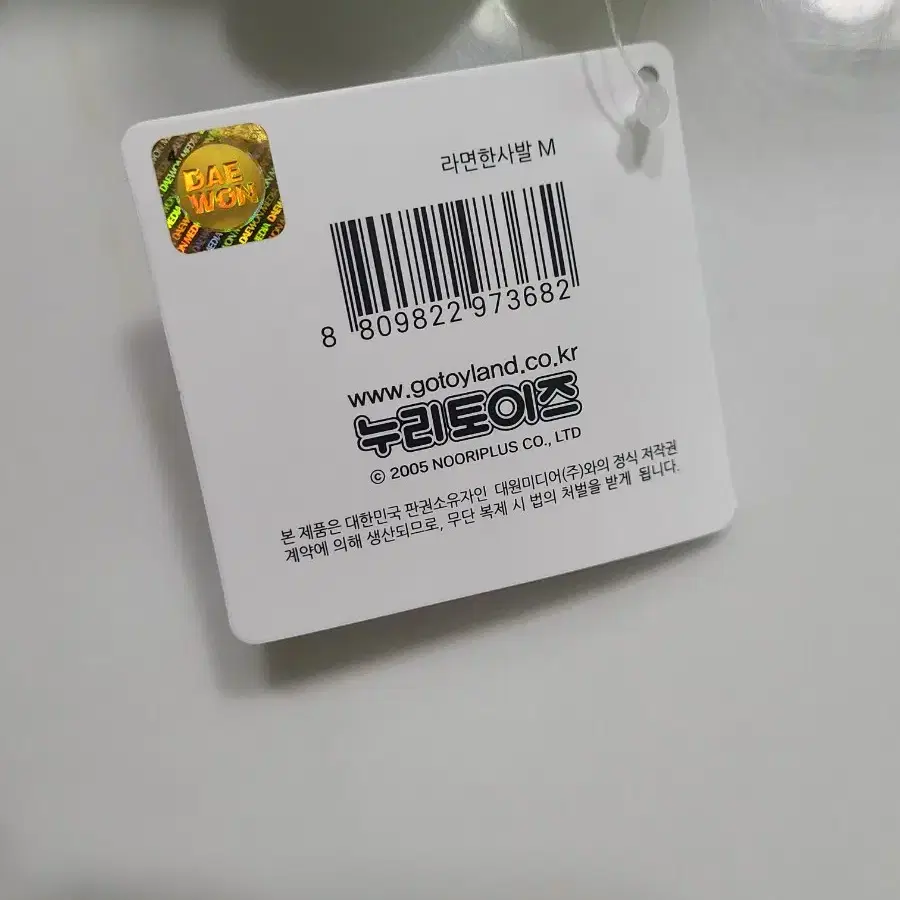 DAE
WON
DAEWON MEDIA
라면한사발 M
8 809822 973682
www.gotoyland.co.kr
누리토이즈
© 2005 NOORIPLUS CO., LTD
본 제품은 대한민국 판권소유자인 대원미디어(주)와의 정식 저작권
계약에 의해 생산되므로, 무단 복제 시 법의 처벌을 받게 됩니다.